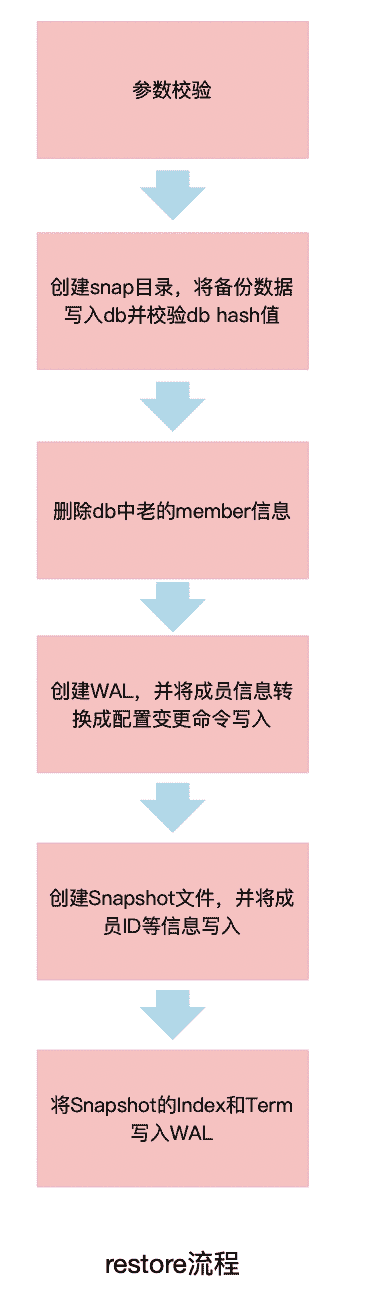 参数校验
创建snap目录，将备份数据
写入db并校验db hash值
删除db中老的member信息
创建WAL，并将成员信息转
换成配置变更命令写入
创建Snapshot文件，并将成
员ID等信息写入
将Snapshot的Index和Term
写入WAL
restore流程